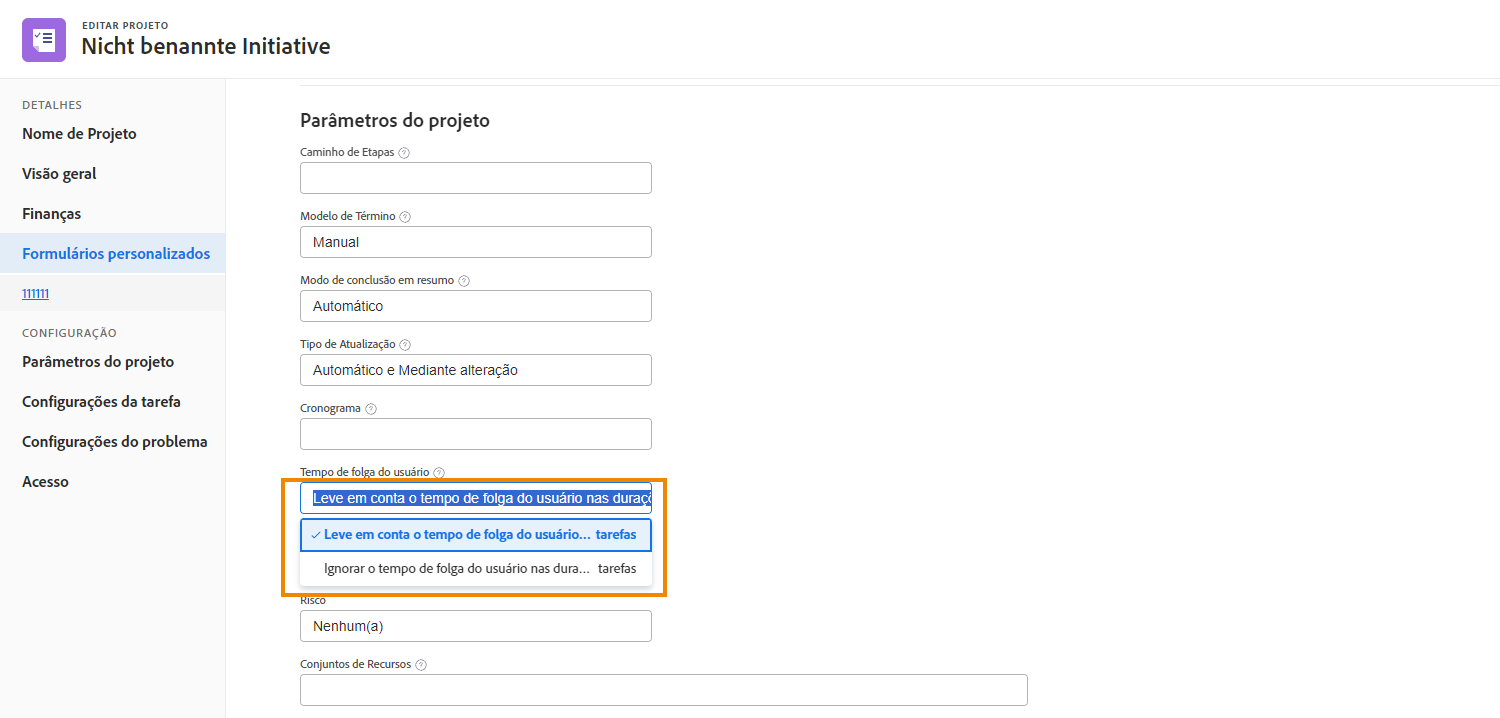 EDITAR PROJETO
Nicht benannte Initiative
DETALHES
Nome de Projeto
Visão geral
Finanças
Formulários personalizados
111111
CONFIGURAÇÃO
Parâmetros do projeto
Configurações da tarefa
Configurações do problema
Acesso
Parâmetros do projeto
Caminho de Etapas
Modelo de Término
Manual
Modo de conclusão em resumo
Automático
Tipo de Atualização
Automático e Mediante alteração
Cronograma
Tempo de folga do usuário
Leve em conta o tempo de folga do usuário nas duraçõ
Leve em conta o tempo de folga do usuário... tarefas
Ignorar o tempo de folga do usuário nas dura... tarefas
Risco
Nenhum(a)
Conjuntos de Recursos